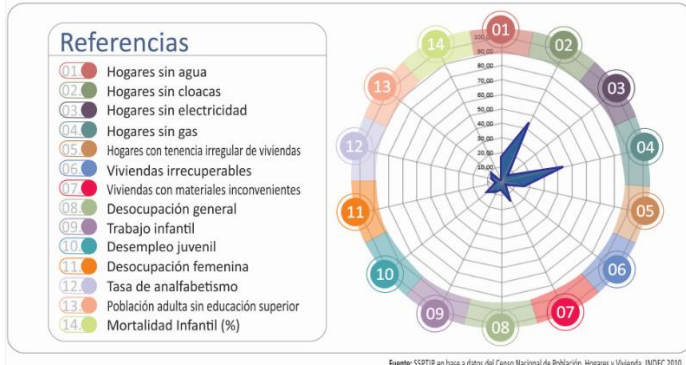 Referencias
01 Hogares sin agua
02 Hogares sin cloacas
03 Hogares sin electricidad
04 Hogares sin gas
05 Hogares con tenencia irregular de viviendas
06 Viviendas irrecuperables
07 Viviendas con materiales inconvenientes
08 Desocupación general
09 Trabajo infantil
10 Desempleo juvenil
11 Desocupación femenina
12 Tasa de analfabetismo
13 Población adulta sin educación superior
14 Mortalidad Infantil (%)
01
02
03
04
05
06
07
08
09
10
11
12
13
14
100,00
90,00
80,00
70,00
60,00
50,00
40,00
30,00
20,00
10,00
Fuente: SSPTIP en base a datos del Censo Nacional de Población, Hogares y Vivienda, INDEC 2010